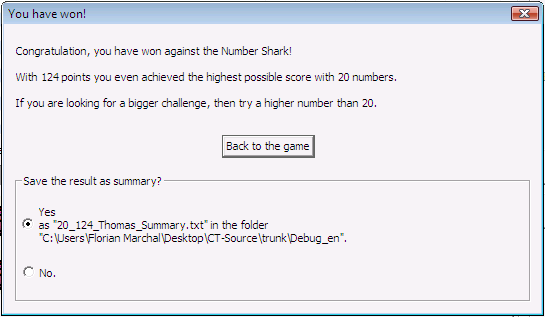 You have won!
Congratulation, you have won against the Number Shark!
With 124 points you even achieved the highest possible score with 20 numbers.
If you are looking for a bigger challenge, then try a higher number than 20.
Back to the game
Save the result as summary?
Yes
as "20_124_Thomas_Summary.txt" in the folder
"C:\Users\Florian Marchal\Desktop\CT-Source\trunk\Debug_en".
No.